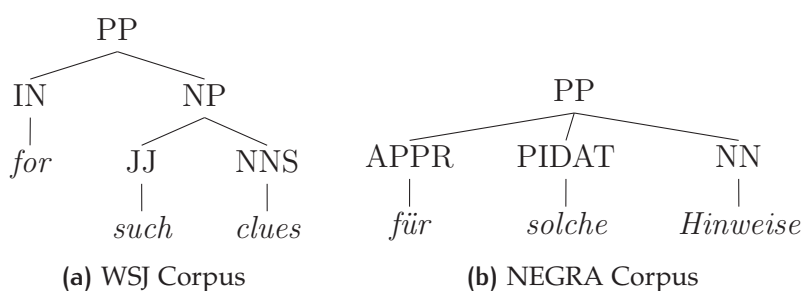 PP
IN NP
for JJ NNS
such clues
(a) WSJ Corpus
PP
APPR PIDAT NN
für solche Hinweise
(b) NEGRA Corpus